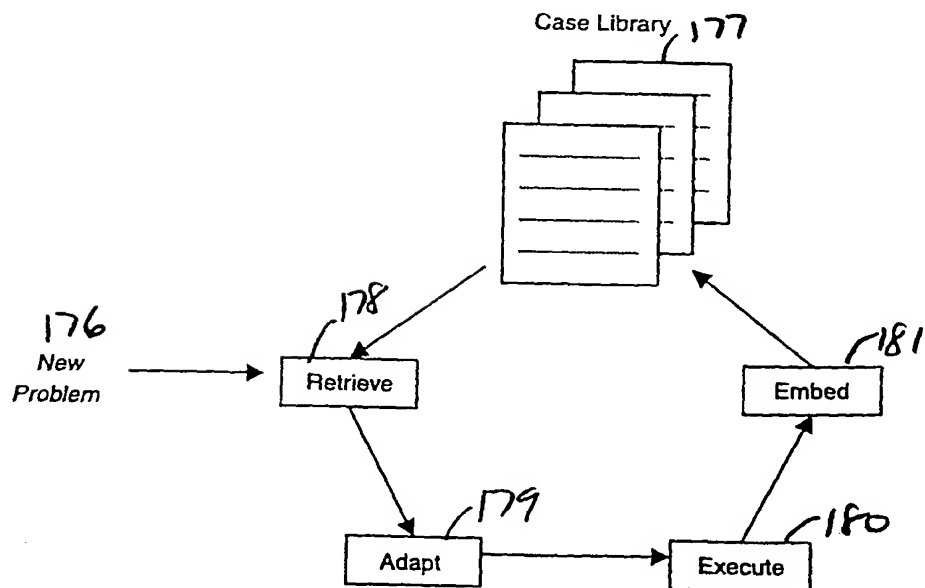 Case Library 177
176
New
Problem
178
Retrieve
181
Embed
179
Adapt
180
Execute